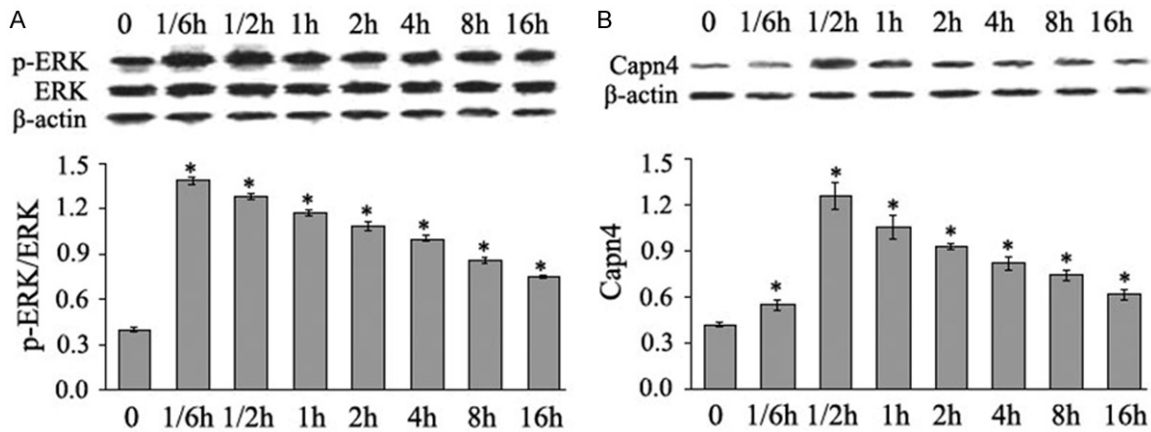 A
0 1/6h 1/2h 1h 2h 4h 8h 16h
p-ERK
ERK
β-actin
p-ERK/ERK
1.5
1.2
0.9
0.6
0.3
0.0
* * * * * * *
0 1/6h 1/2h 1h 2h 4h 8h 16h
B
0 1/6h 1/2h 1h 2h 4h 8h 16h
Capn4
β-actin
Capn4
1.5
1.2
0.9
0.6
0.3
0.0
* * * * * * *
0 1/6h 1/2h 1h 2h 4h 8h 16h